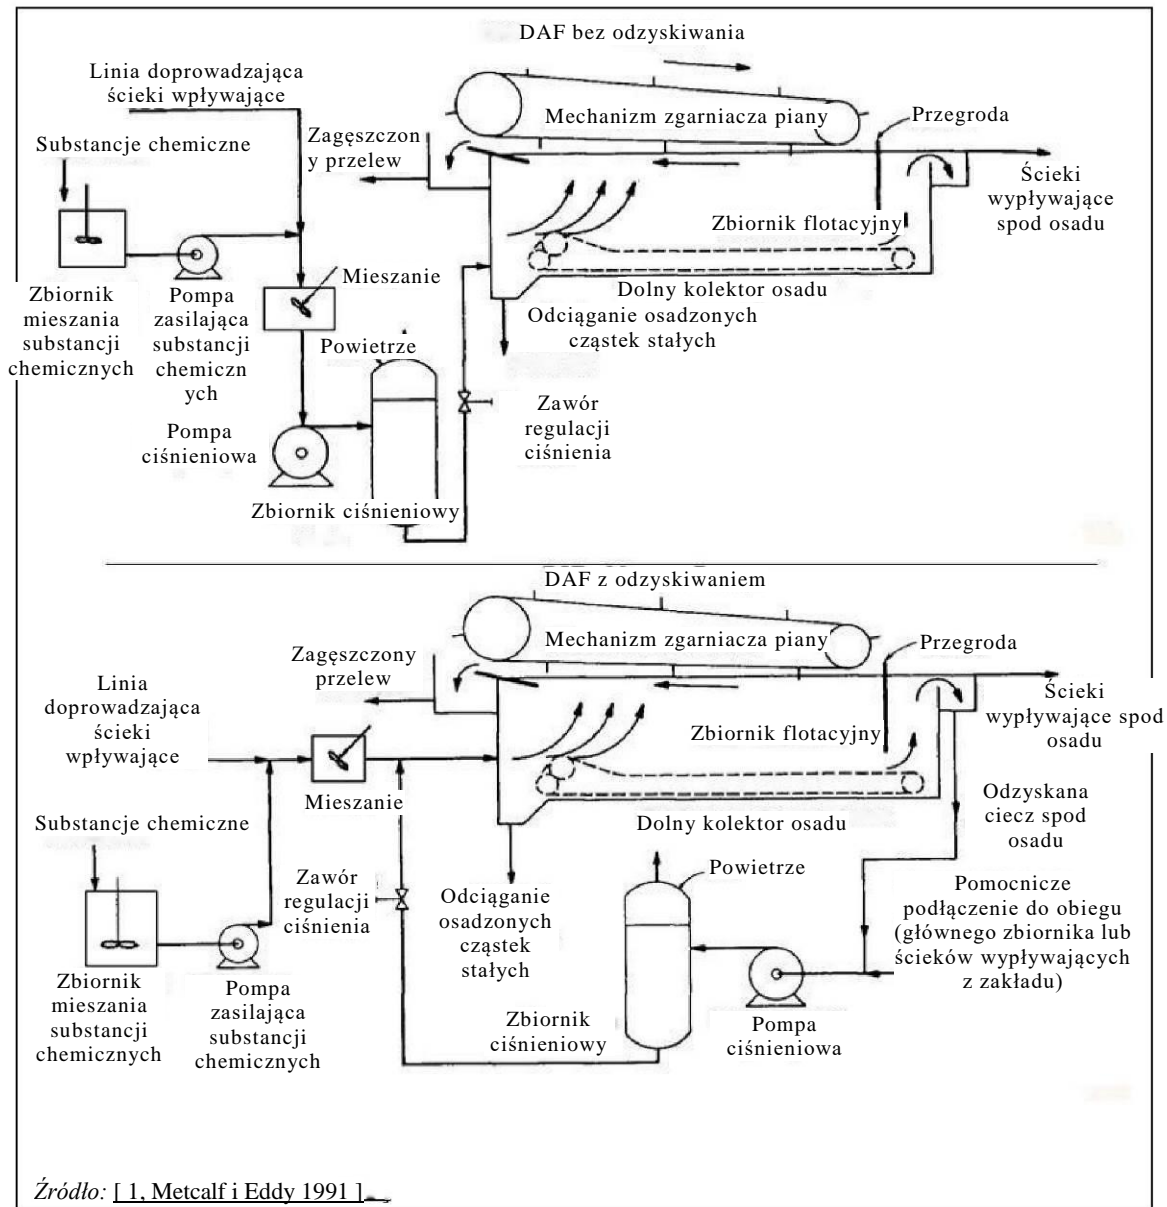 DAF bez odzyskiwania
Linia doprowadzająca
ścieki wpływające
Mechanizm zgarniacza piany
Przegroda
Substancje chemiczne
Zagęszczon
y przelew
Ścieki
wypływające
spod osadu
Zbiornik flotacyjny
Mieszanie
Dolny kolektor osadu
Zbiornik
mieszania
substancji
chemicznych
Pompa
zasilająca
substancji
chemiczn
ych
Odciąganie osadzonych
cząstek stałych
Powietrze
Zawór
regulacji
ciśnienia
Pompa
ciśnieniowa
Zbiornik ciśnieniowy
DAF z odzyskiwaniem
Mechanizm zgarniacza piany
Przegroda
Zagęszczony
przelew
Linia
doprowadzająca
ścieki
wpływające
Ścieki
wypływające spod
osadu
Zbiornik flotacyjny
Mieszanie
Odzyskana
ciecz spod
osadu
Substancje chemiczne
Dolny kolektor osadu
Zawór
regulacji
ciśnienia
Odciąganie
osadzonych
cząstek
stałych
Powietrze
Pomocnicze
podłączenie do obiegu
(głównego zbiornika lub
ścieków wypływających
z zakładu)
Zbiornik
mieszania
substancji
chemicznych
Pompa
zasilająca
substancji
chemicznych
Zbiornik
ciśnieniowy
Pompa
ciśnieniowa
Źródło: [ 1, Metcalf i Eddy 1991 ]